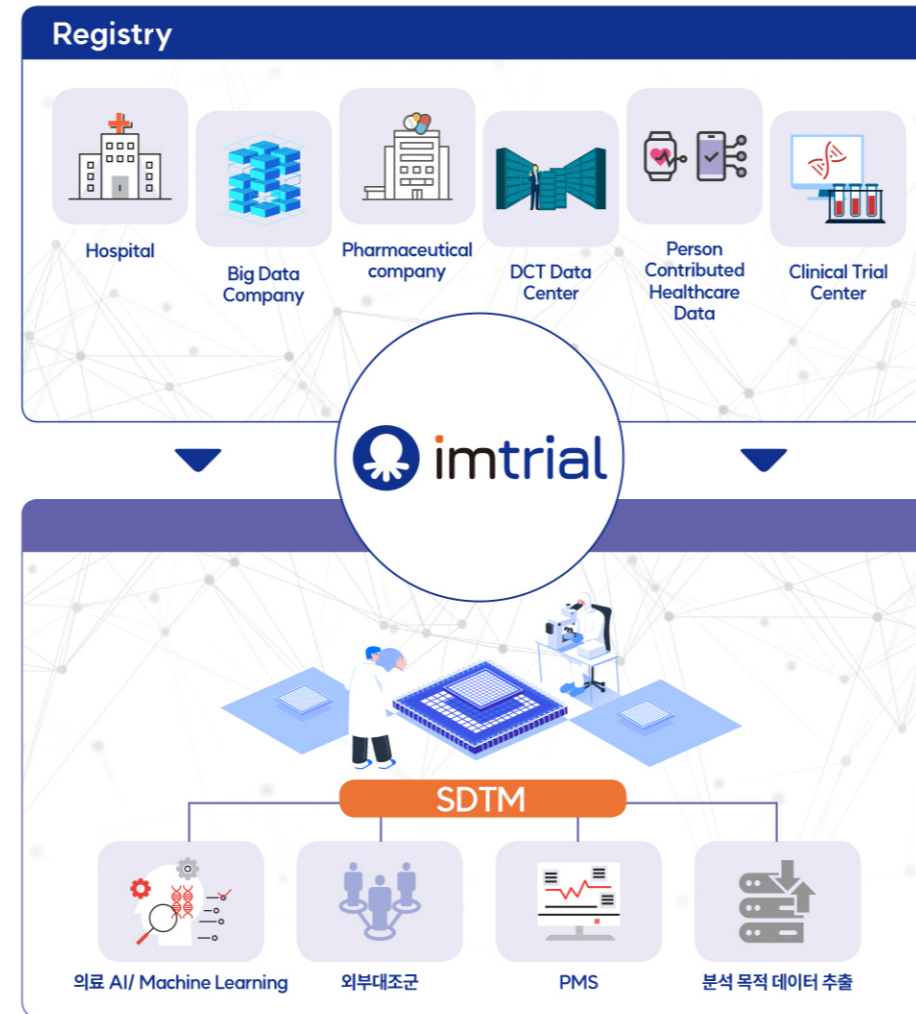 Registry
Hospital
Big Data
Company
Pharmaceutical
company
DCT Data
Center
Person
Contributed
Healthcare
Data
Clinical Trial
Center
imtrial
SDTM
의료 AI/ Machine Learning
외부대조군
PMS
분석 목적 데이터 추출